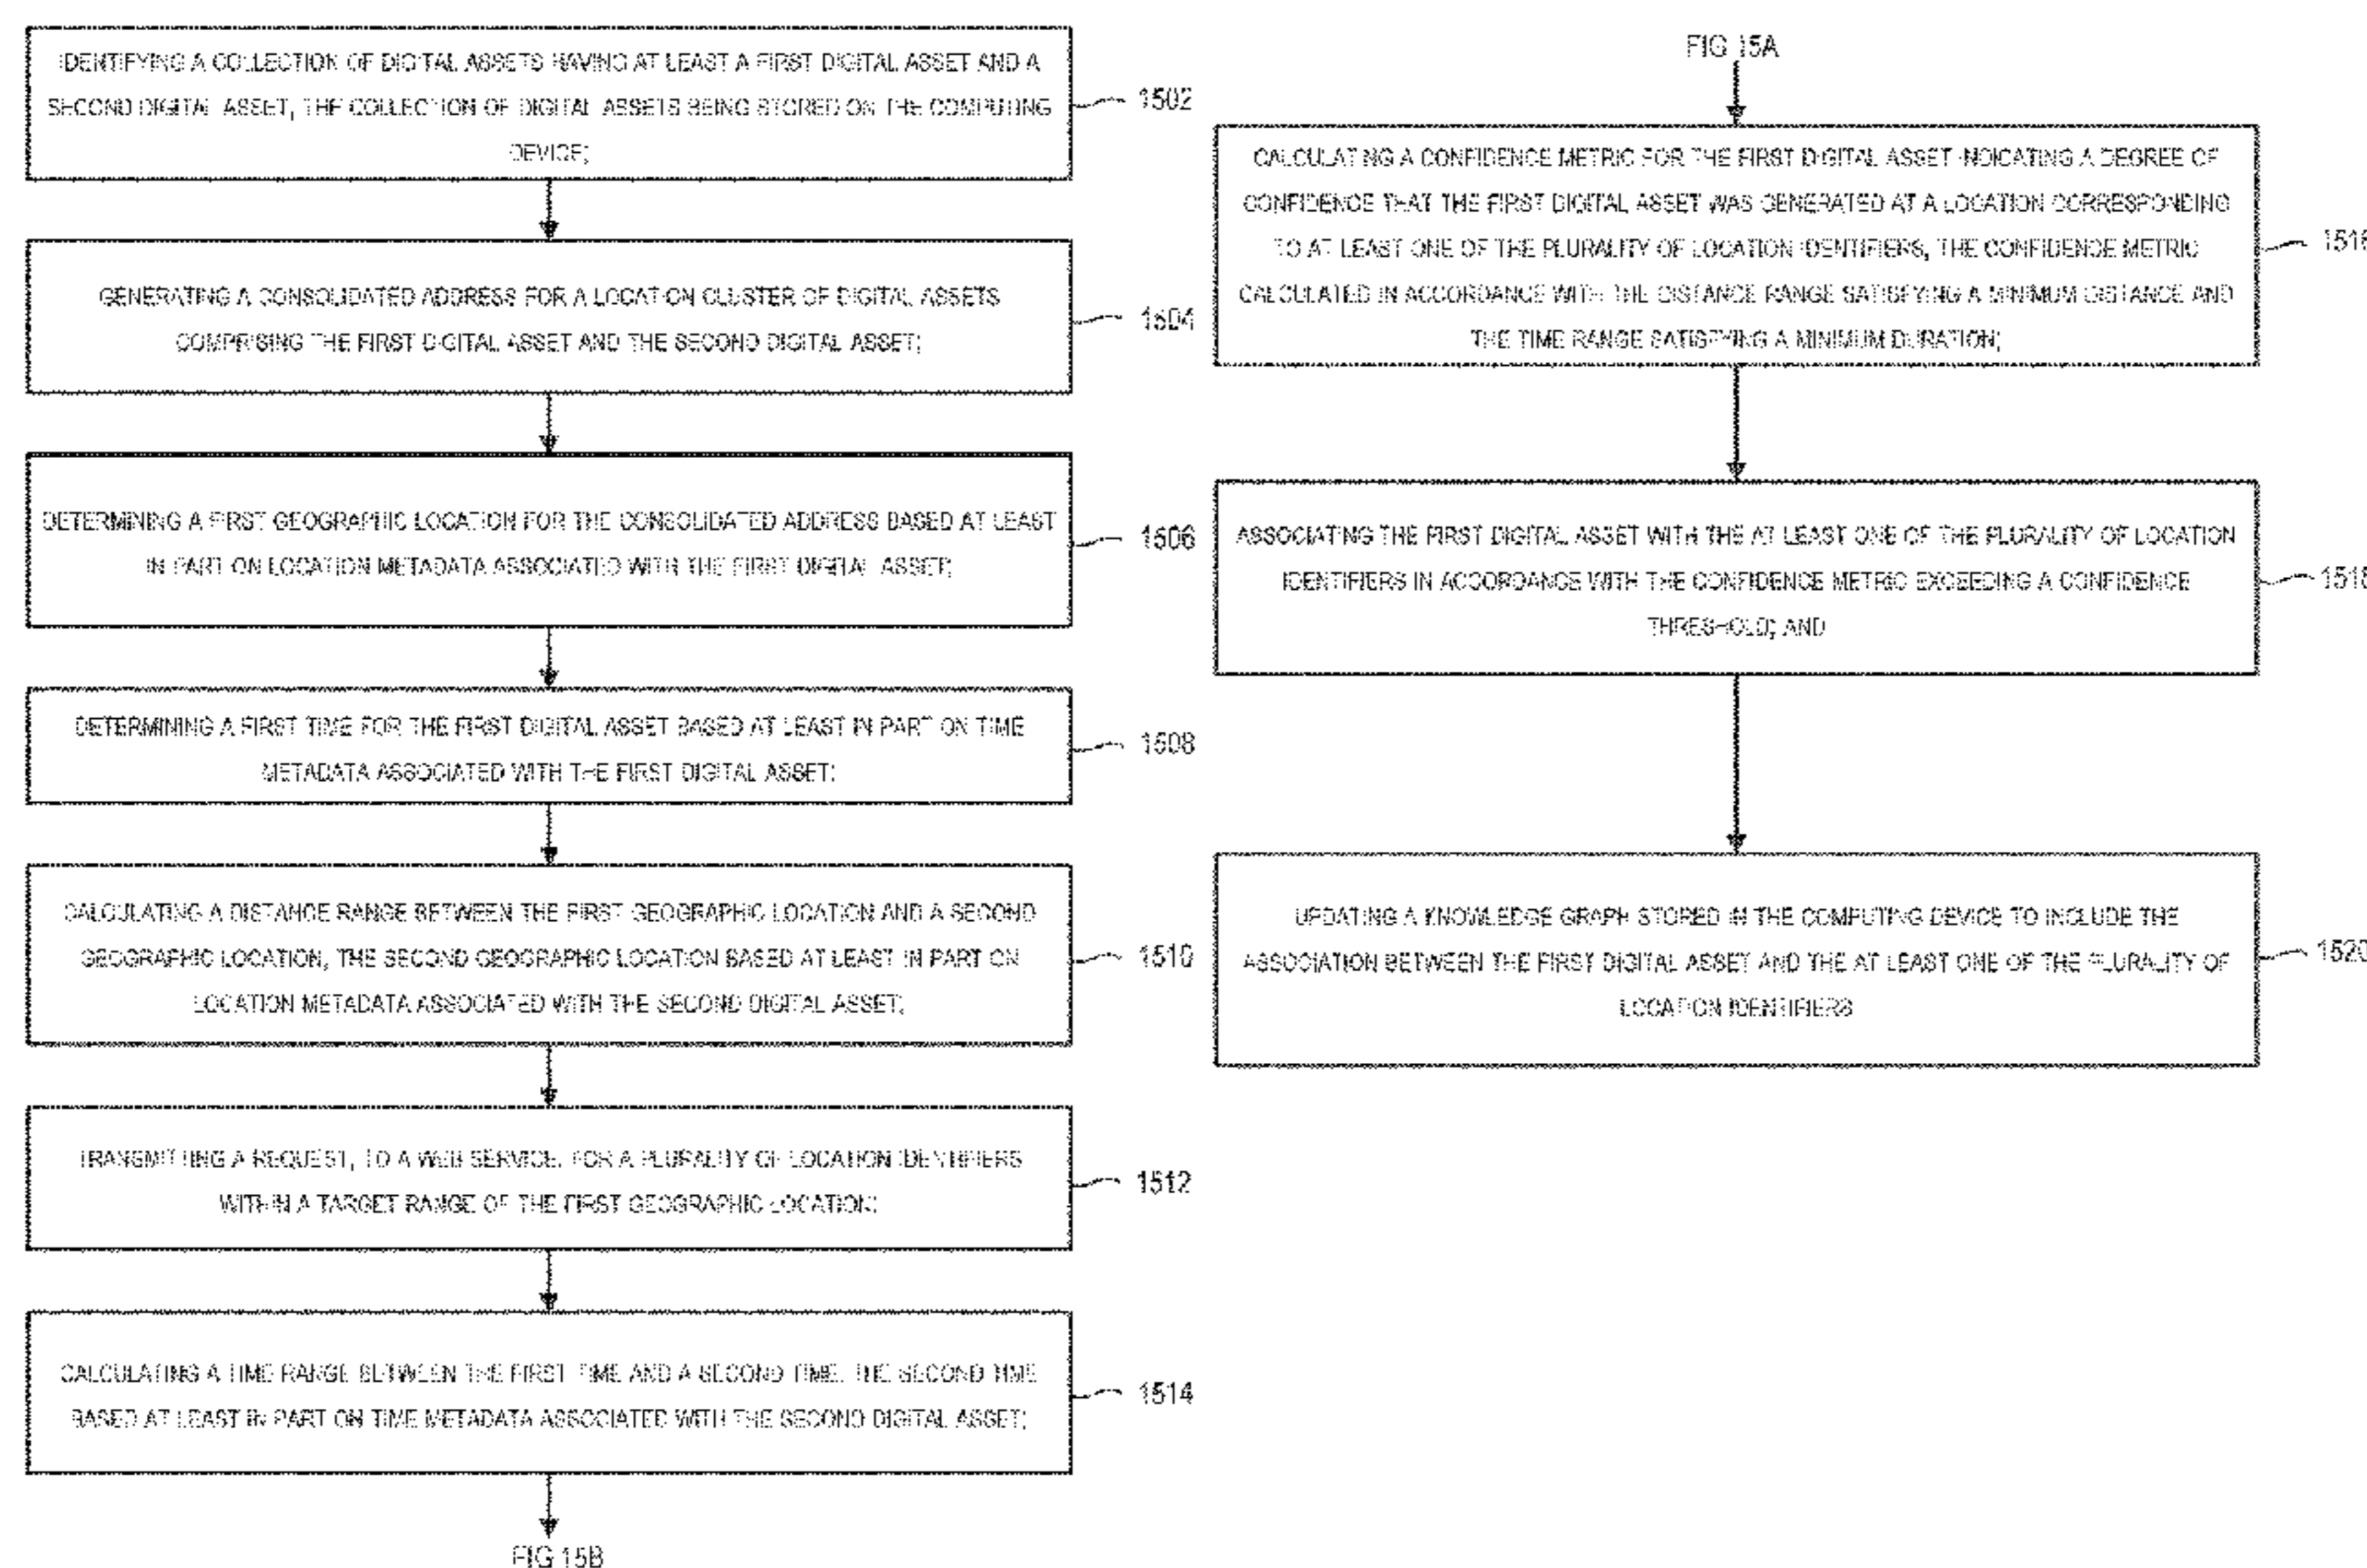 IDENTIFYING A COLLECTION OF DIGITAL ASSETS HAVING AT LEAST A FIRST DIGITAL ASSET AND A
SECOND DIGITAL ASSET, THE COLLECTION OF DIGITAL ASSETS BEING STORED ON THE COMPUTING
DEVICE;
1502
GENERATING A CONSOLIDATED ADDRESS FOR A LOCATION CLUSTER OF DIGITAL ASSETS
COMPRISING THE FIRST DIGITAL ASSET AND THE SECOND DIGITAL ASSET;
1504
DETERMINING A FIRST GEOGRAPHIC LOCATION FOR THE CONSOLIDATED ADDRESS BASED AT LEAST
IN PART ON LOCATION METADATA ASSOCIATED WITH THE FIRST DIGITAL ASSET;
1506
DETERMINING A FIRST TIME FOR THE FIRST DIGITAL ASSET BASED AT LEAST IN PART ON TIME
METADATA ASSOCIATED WITH THE FIRST DIGITAL ASSET;
1508
CALCULATING A DISTANCE RANGE BETWEEN THE FIRST GEOGRAPHIC LOCATION AND A SECOND
GEOGRAPHIC LOCATION, THE SECOND GEOGRAPHIC LOCATION BASED AT LEAST IN PART ON
LOCATION METADATA ASSOCIATED WITH THE SECOND DIGITAL ASSET;
1510
TRANSMITTING A REQUEST, TO A WEB SERVICE, FOR A PLURALITY OF LOCATION IDENTIFIERS
WITHIN A TARGET RANGE OF THE FIRST GEOGRAPHIC LOCATION;
1512
CALCULATING A TIME RANGE BETWEEN THE FIRST TIME AND A SECOND TIME, THE SECOND TIME
BASED AT LEAST IN PART ON TIME METADATA ASSOCIATED WITH THE SECOND DIGITAL ASSET;
1514
FIG 15B
FIG 15A
CALCULATING A CONFIDENCE METRIC FOR THE FIRST DIGITAL ASSET INDICATING A DEGREE OF
CONFIDENCE THAT THE FIRST DIGITAL ASSET WAS GENERATED AT A LOCATION CORRESPONDING
TO AT LEAST ONE OF THE PLURALITY OF LOCATION IDENTIFIERS, THE CONFIDENCE METRIC
CALCULATED IN ACCORDANCE WITH THE DISTANCE RANGE SATISFYING A MINIMUM DISTANCE AND
THE TIME RANGE SATISFYING A MINIMUM DURATION;
1516
ASSOCIATING THE FIRST DIGITAL ASSET WITH THE AT LEAST ONE OF THE PLURALITY OF LOCATION
IDENTIFIERS IN ACCORDANCE WITH THE CONFIDENCE METRIC EXCEEDING A CONFIDENCE
THRESHOLD; AND
1518
UPDATING A KNOWLEDGE GRAPH STORED IN THE COMPUTING DEVICE TO INCLUDE THE
ASSOCIATION BETWEEN THE FIRST DIGITAL ASSET AND THE AT LEAST ONE OF THE PLURALITY OF
LOCATION IDENTIFIERS
1520